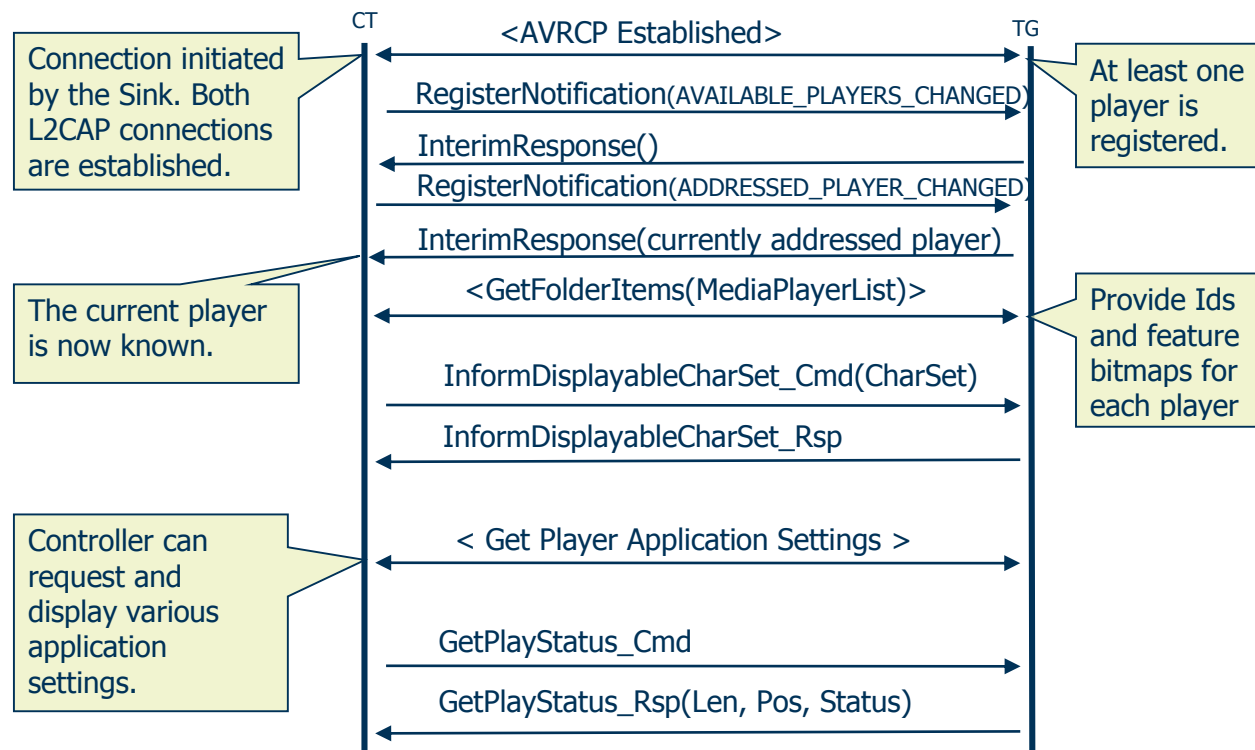 CT
<AVRCP Established>
TG
Connection initiated
by the Sink. Both
L2CAP connections
are established.
At least one
player is
registered.
RegisterNotification(AVAILABLE_PLAYERS_CHANGED)
InterimResponse()
RegisterNotification(ADDRESSED_PLAYER_CHANGED)
InterimResponse(currently addressed player)
The current player
is now known.
<GetFolderItems(MediaPlayerList)>
Provide Ids
and feature
bitmaps for
each player
InformDisplayableCharSet_Cmd(CharSet)
InformDisplayableCharSet_Rsp
Controller can
request and
display various
application
settings.
< Get Player Application Settings >
GetPlayStatus_Cmd
GetPlayStatus_Rsp(Len, Pos, Status)